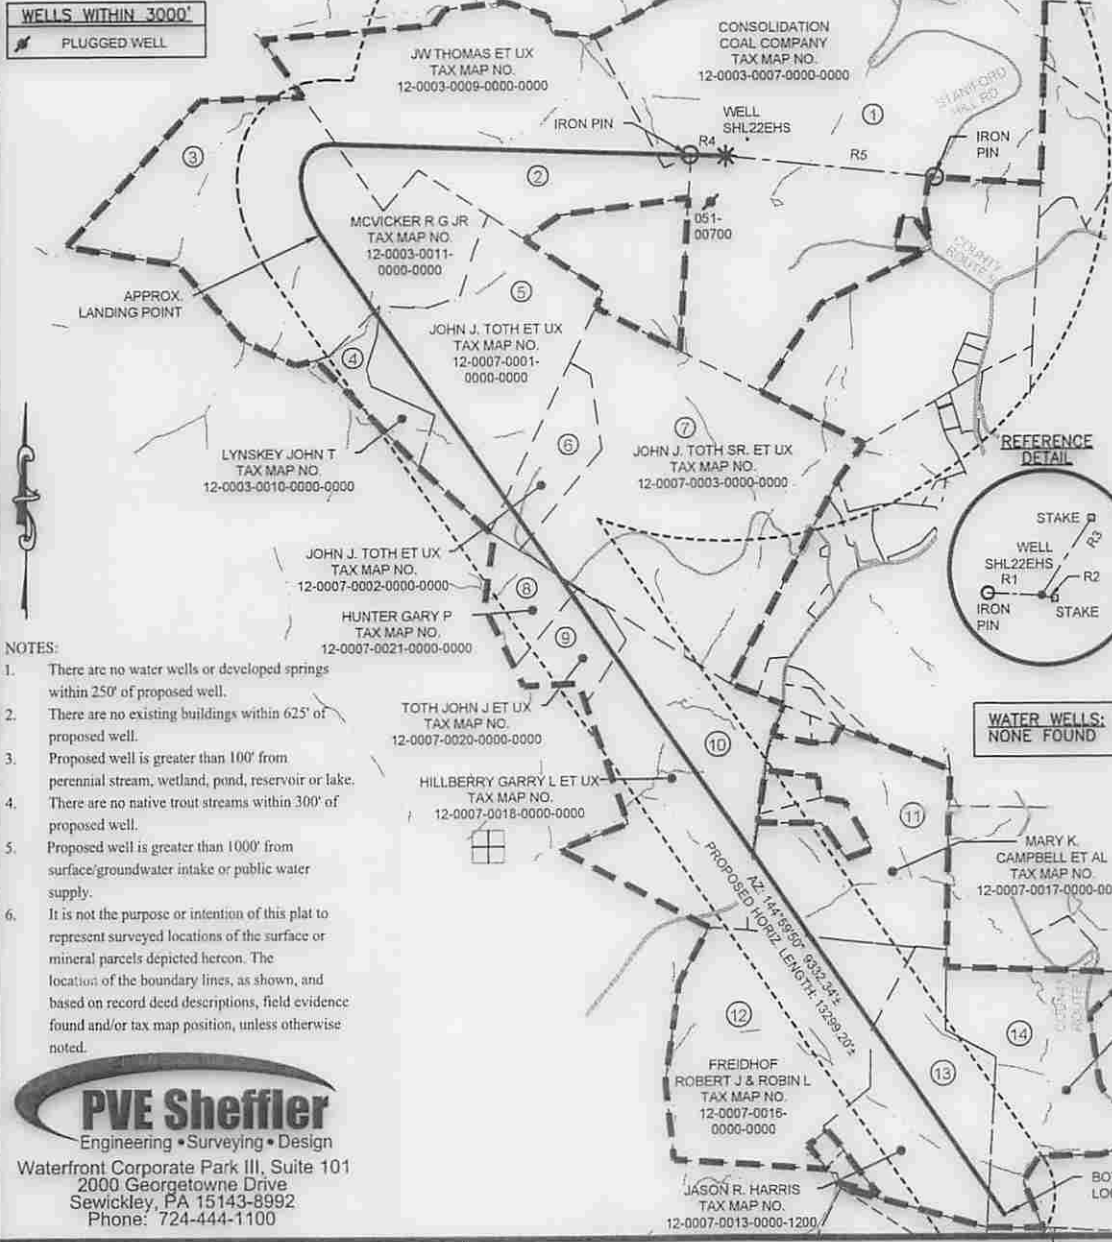 WELLS WITHIN 3000'
PLUGGED WELL
JW THOMAS ET UX
TAX MAP NO.
12-0003-0009-0000-0000
CONSOLIDATION
COAL COMPANY
TAX MAP NO.
12-0003-0007-0000-0000
STANIFORD
HILL RD
1
IRON PIN
R4
WELL
SHL22EHS
R5
IRON
PIN
3
2
051-
00700
MCVICKER R G JR
TAX MAP NO.
12-0003-0011-
0000-0000
COUNTY
ROUTE
APPROX.
LANDING POINT
5
JOHN J. TOTH ET UX
TAX MAP NO.
12-0007-0001-
0000-0000
4
6
7
JOHN J. TOTH SR. ET UX
TAX MAP NO.
12-0007-0003-0000-0000
LYNSKEY JOHN T
TAX MAP NO.
12-0003-0010-0000-0000
REFERENCE
DETAIL
STAKE
R3
WELL
SHL22EHS
R1
R2
IRON
PIN
STAKE
JOHN J. TOTH ET UX
TAX MAP NO.
12-0007-0002-0000-0000
8
HUNTER GARY P
TAX MAP NO.
12-0007-0021-0000-0000
9
TOTH JOHN J ET UX
TAX MAP NO.
12-0007-0020-0000-0000
10
WATER WELLS:
NONE FOUND
HILLBERRY GARRY L ET UX
TAX MAP NO.
12-0007-0018-0000-0000
11
MARY K.
CAMPBELL ET AL
TAX MAP NO.
12-0007-0017-0000-00
AZ: 144°59'50" 9332.34'±
PROPOSED HORIZ. LENGTH: 13299.20'±
COUNTY
ROUTE
12
14
13
FREIDHOF
ROBERT J & ROBIN L
TAX MAP NO.
12-0007-0016-
0000-0000
JASON R. HARRIS
TAX MAP NO.
12-0007-0013-0000-1200
BO
LO
NOTES:
1. There are no water wells or developed springs
within 250' of proposed well.
2. There are no existing buildings within 625' of
proposed well.
3. Proposed well is greater than 100' from
perennial stream, wetland, pond, reservoir or lake.
4. There are no native trout streams within 300' of
proposed well.
5. Proposed well is greater than 1000' from
surface/groundwater intake or public water
supply.
6. It is not the purpose or intention of this plat to
represent surveyed locations of the surface or
mineral parcels depicted hereon. The
location of the boundary lines, as shown, and
based on record deed descriptions, field evidence
found and/or tax map position, unless otherwise
noted.
PVE Sheffler
Engineering • Surveying • Design
Waterfront Corporate Park III, Suite 101
2000 Georgetowne Drive
Sewickley, PA 15143-8992
Phone: 724-444-1100